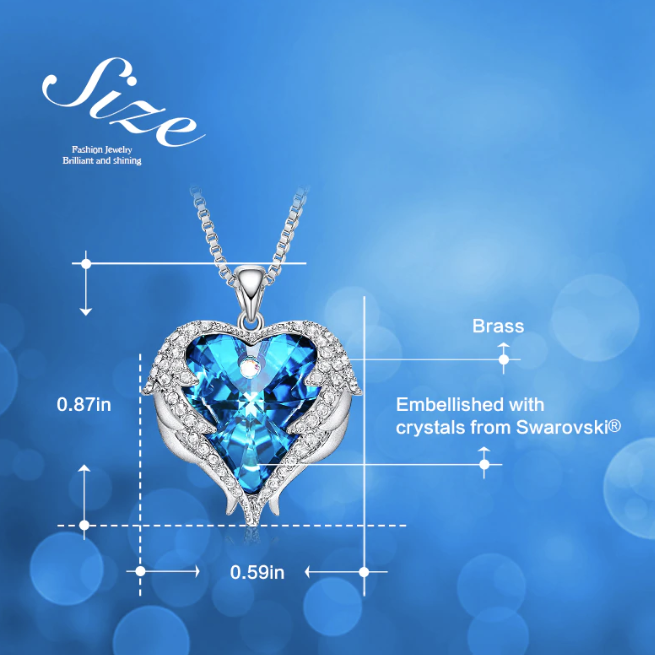 Size
Fashion Jewelry
Brilliant and shining
Brass
0.87in
Embellished with
crystals from Swarovski®
0.59in